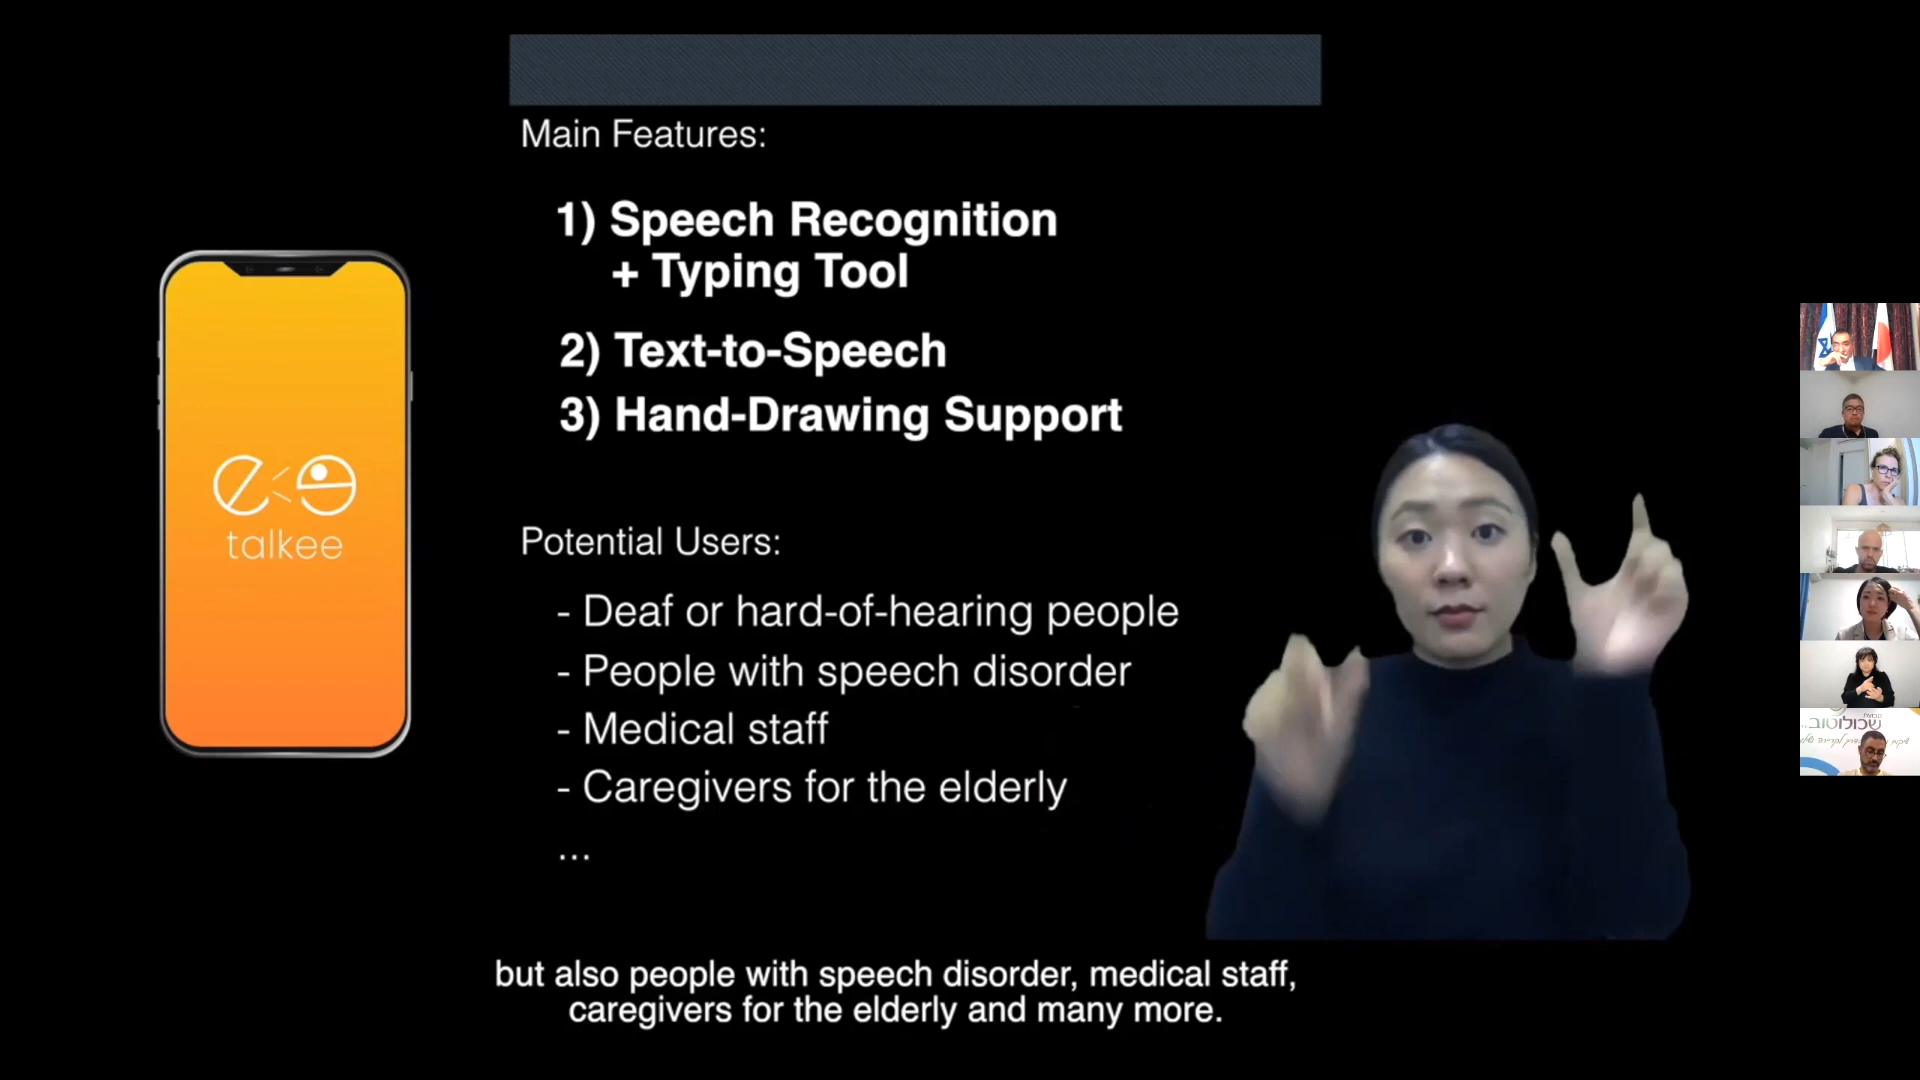 Main Features:
1) Speech Recognition
+ Typing Tool
2) Text-to-Speech
3) Hand-Drawing Support
talkee
Potential Users:
- Deaf or hard-of-hearing people
- People with speech disorder
- Medical staff
- Caregivers for the elderly
...
but also people with speech disorder, medical staff,
caregivers for the elderly and many more.
שכולוטוב...